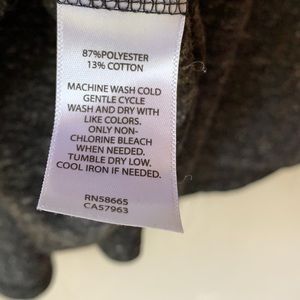 87%POLYESTER
13% COTTON
MACHINE WASH COLD
GENTLE CYCLE
WASH AND DRY WITH
LIKE COLORS.
ONLY NON-
CHLORINE BLEACH
WHEN NEEDED.
TUMBLE DRY LOW.
COOL IRON IF NEEDED.
RN58665
CA57963